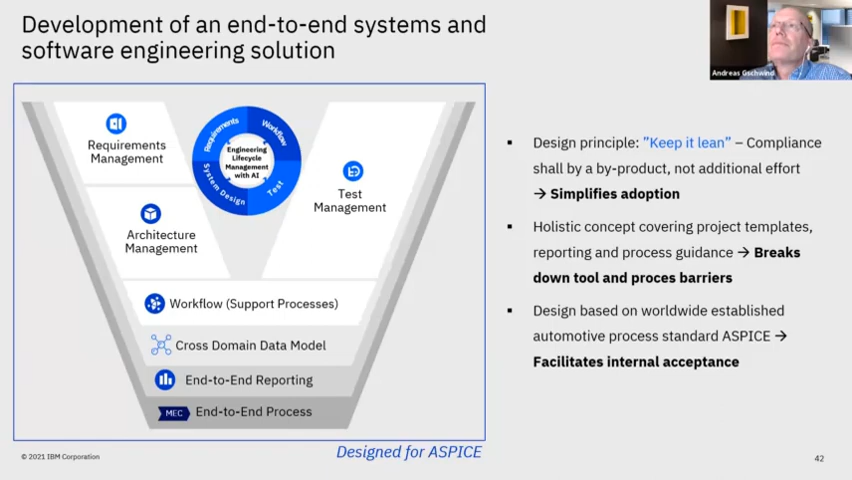 Development of an end-to-end systems and
software engineering solution
Andreas Gschwind
Requirements
Management
Requirements
Workflow
System Design
Test
Engineering
Lifecycle
Management
with AI
Test
Management
Architecture
Management
Workflow (Support Processes)
Cross Domain Data Model
End-to-End Reporting
MEC End-to-End Process
Designed for ASPICE
▪ Design principle: "Keep it lean" – Compliance
shall by a by-product, not additional effort
→ Simplifies adoption
▪ Holistic concept covering project templates,
reporting and process guidance → Breaks
down tool and proces barriers
▪ Design based on worldwide established
automotive process standard ASPICE →
Facilitates internal acceptance
© 2021 IBM Corporation
42